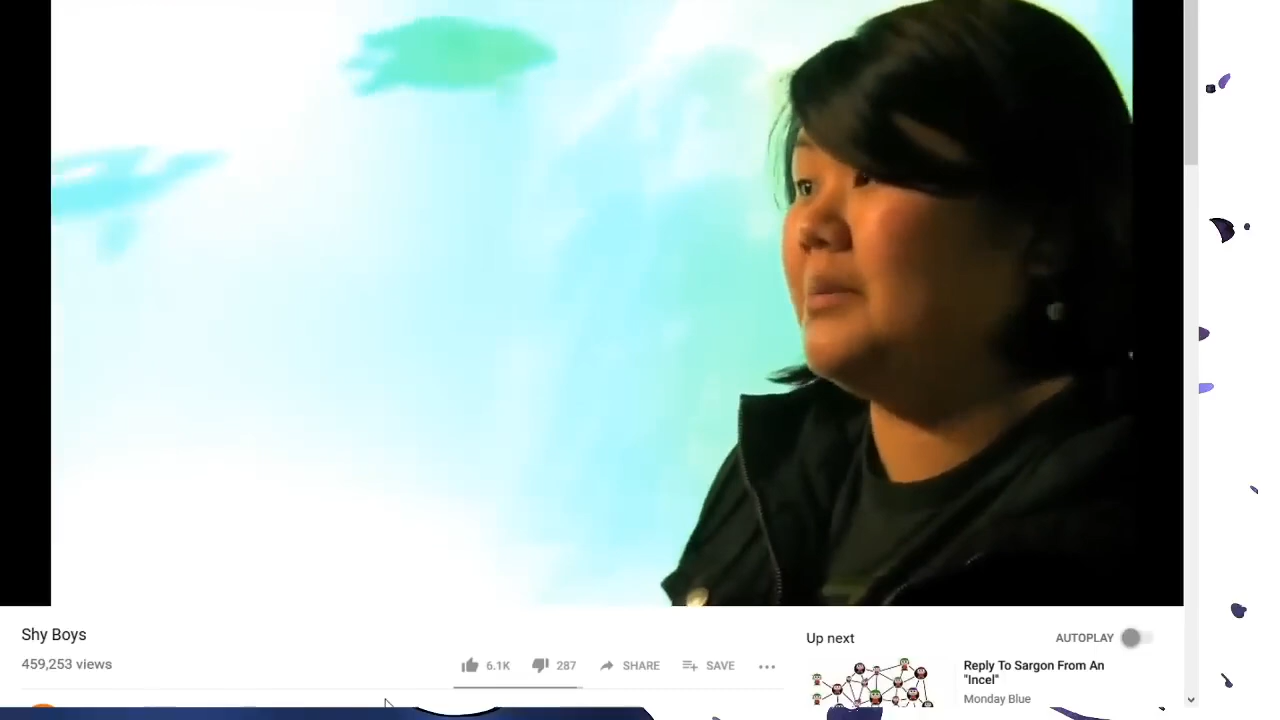 Shy Boys
459,253 views
6.1K 287 SHARE SAVE
Up next
AUTOPLAY
Reply To Sargon From An
"Incel"
Monday Blue